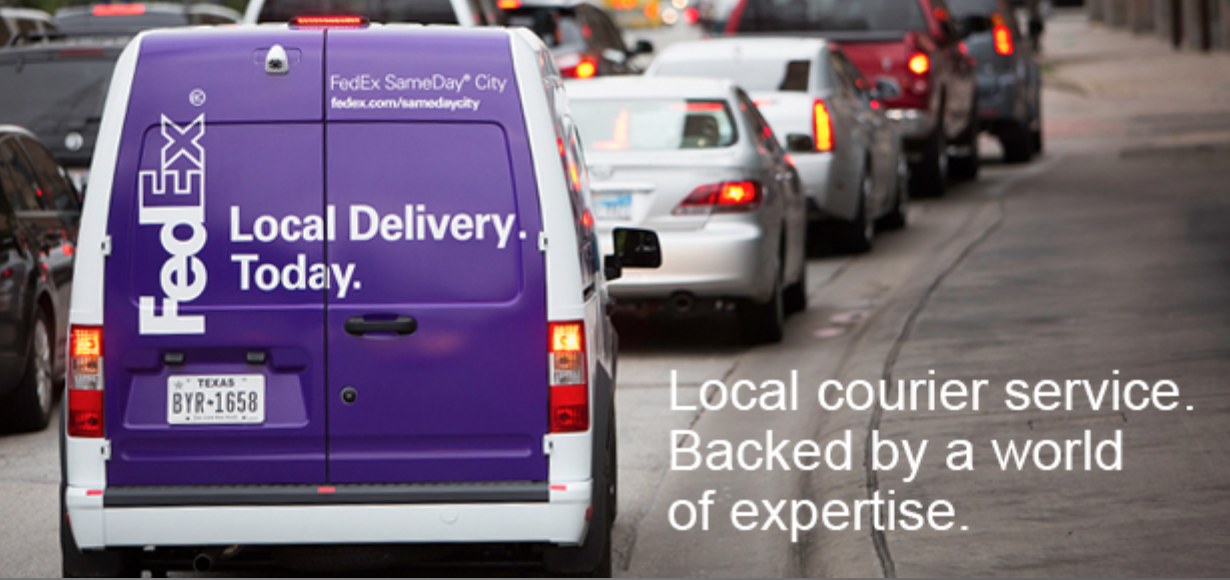 FedEx SameDay® City
fedex.com/samedaycity
FedEx®
Local Delivery.
Today.
TEXAS
BYR★1658
Local courier service.
Backed by a world
of expertise.